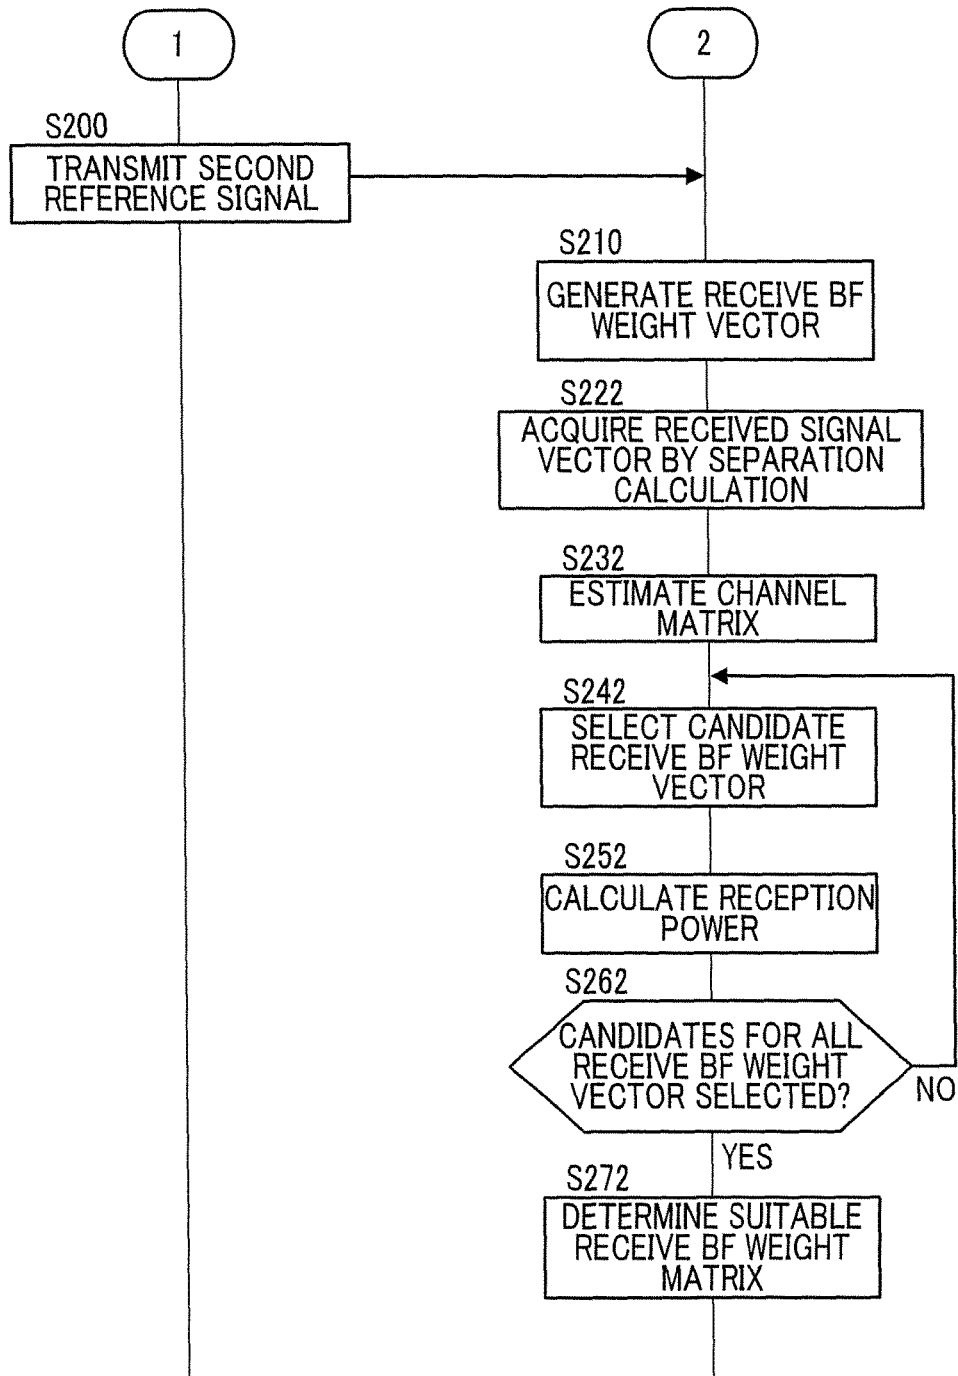 1
2
S200
TRANSMIT SECOND
REFERENCE SIGNAL
S210
GENERATE RECEIVE BF
WEIGHT VECTOR
S222
ACQUIRE RECEIVED SIGNAL
VECTOR BY SEPARATION
CALCULATION
S232
ESTIMATE CHANNEL
MATRIX
S242
SELECT CANDIDATE
RECEIVE BF WEIGHT
VECTOR
S252
CALCULATE RECEPTION
POWER
S262
CANDIDATES FOR ALL
RECEIVE BF WEIGHT
VECTOR SELECTED?
NO
YES
S272
DETERMINE SUITABLE
RECEIVE BF WEIGHT
MATRIX